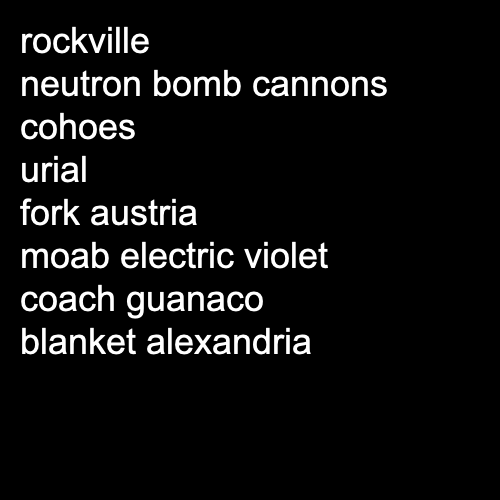 rockville
neutron bomb cannons
cohoes
urial
fork austria
moab electric violet
coach guanaco
blanket alexandria